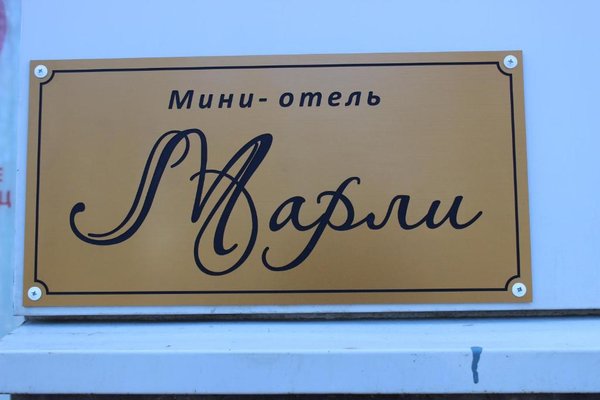 Мини- отель
Марли